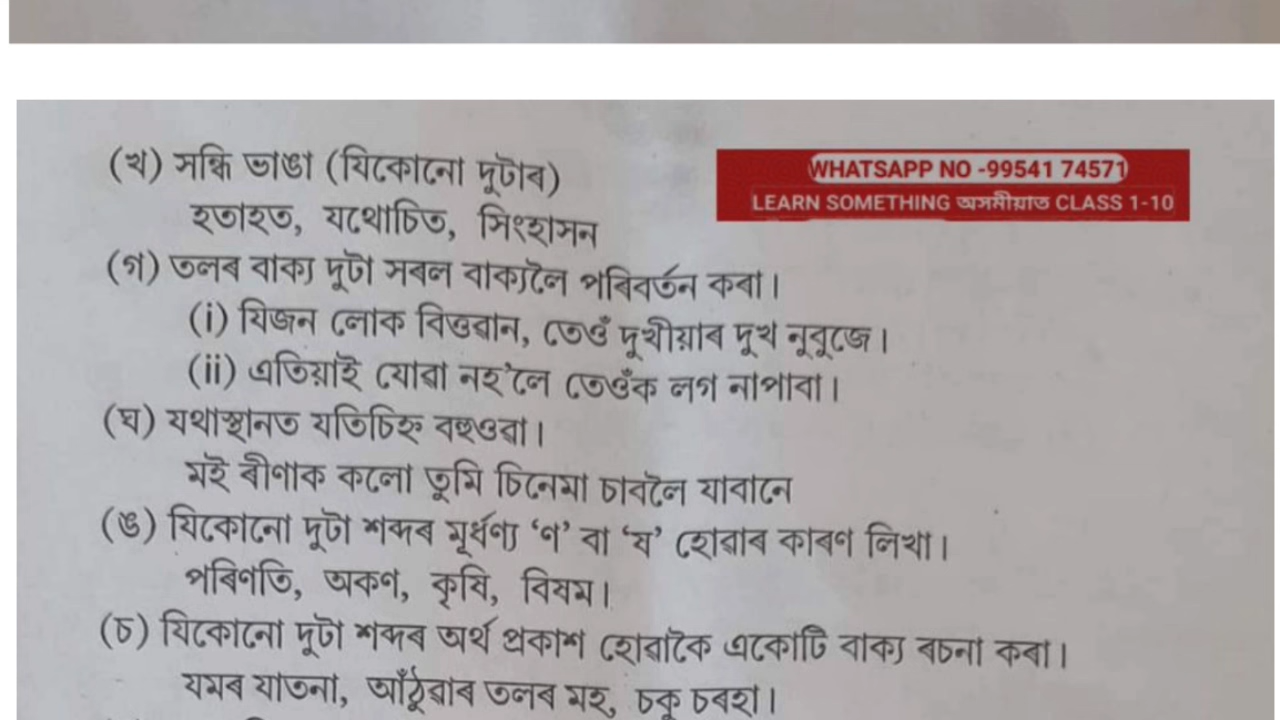 (খ) সন্ধি ভাঙা (যিকোনো দুটাৰ)
WHATSAPP NO -99541 74571
LEARN SOMETHING অসমীয়াত CLASS 1-10
হতাহত, যথোচিত, সিংহাসন
(গ) তলৰ বাক্য দুটা সৰল বাক্যলৈ পৰিবৰ্তন কৰা।
(i) যিজন লোক বিত্তৱান, তেওঁ দুখীয়াৰ দুখ নুবুজে।
(ii) এতিয়াই যোৱা নহ'লে তেওঁক লগ নাপাবা।
(ঘ) যথাস্থানত যতিচিহ্ন বহুওৱা।
মই ৰীণাক কলো তুমি চিনেমা চাবলৈ যাবানে
(ঙ) যিকোনো দুটা শব্দৰ মূৰ্ধণ্য ‘ণ’ বা ‘ষ’ হোৱাৰ কাৰণ লিখা।
পৰিণতি, অকণ, কৃষি, বিষম।
(চ) যিকোনো দুটা শব্দৰ অৰ্থ প্ৰকাশ হোৱাকৈ একোটি বাক্য ৰচনা কৰা।
যমৰ যাতনা, আঁঠুৱাৰ তলৰ মহ, চকু চৰহা।